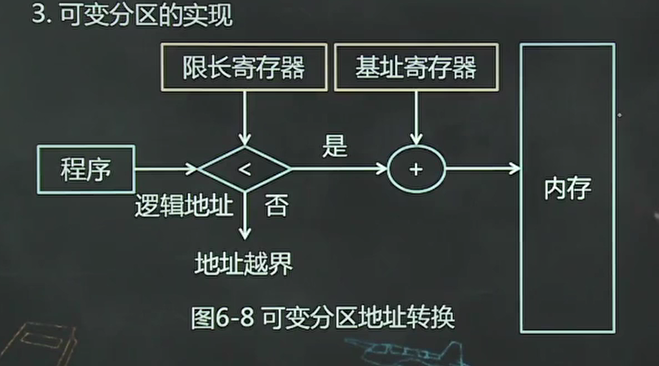 3. 可变分区的实现
限长寄存器
基址寄存器
程序
<
是
+
内存
逻辑地址
否
地址越界
图6-8 可变分区地址转换